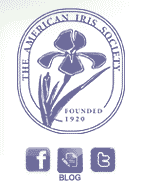 THE AMERICAN IRIS SOCIETY
FOUNDED
1920
f
t
BLOG